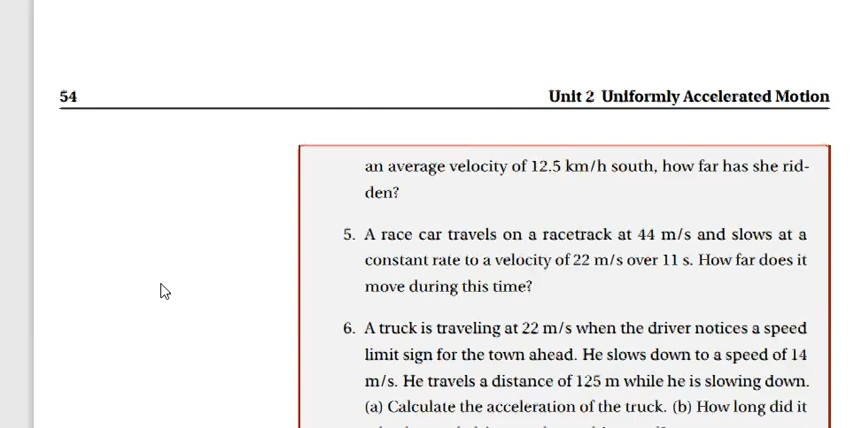 54
Unit 2 Uniformly Accelerated Motion
an average velocity of 12.5 km/h south, how far has she rid-
den?
5. A race car travels on a racetrack at 44 m/s and slows at a
constant rate to a velocity of 22 m/s over 11 s. How far does it
move during this time?
6. A truck is traveling at 22 m/s when the driver notices a speed
limit sign for the town ahead. He slows down to a speed of 14
m/s. He travels a distance of 125 m while he is slowing down.
(a) Calculate the acceleration of the truck. (b) How long did it